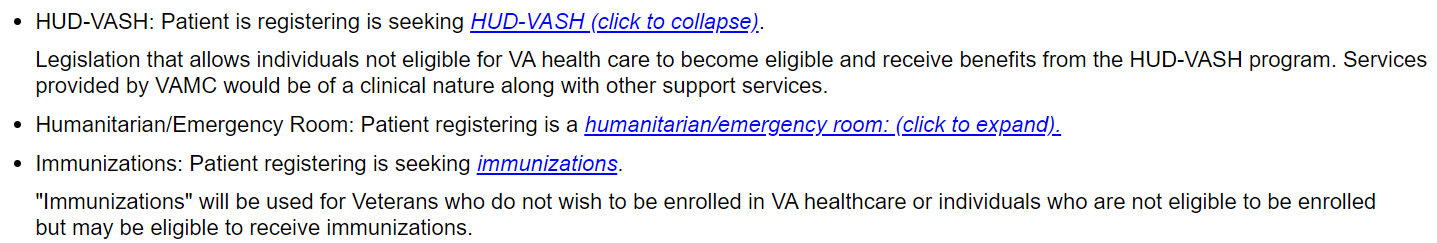 • HUD-VASH: Patient is registering is seeking HUD-VASH (click to collapse).
Legislation that allows individuals not eligible for VA health care to become eligible and receive benefits from the HUD-VASH program. Services
provided by VAMC would be of a clinical nature along with other support services.
• Humanitarian/Emergency Room: Patient registering is a humanitarian/emergency room: (click to expand).
• Immunizations: Patient registering is seeking immunizations.
"Immunizations" will be used for Veterans who do not wish to be enrolled in VA healthcare or individuals who are not eligible to be enrolled
but may be eligible to receive immunizations.